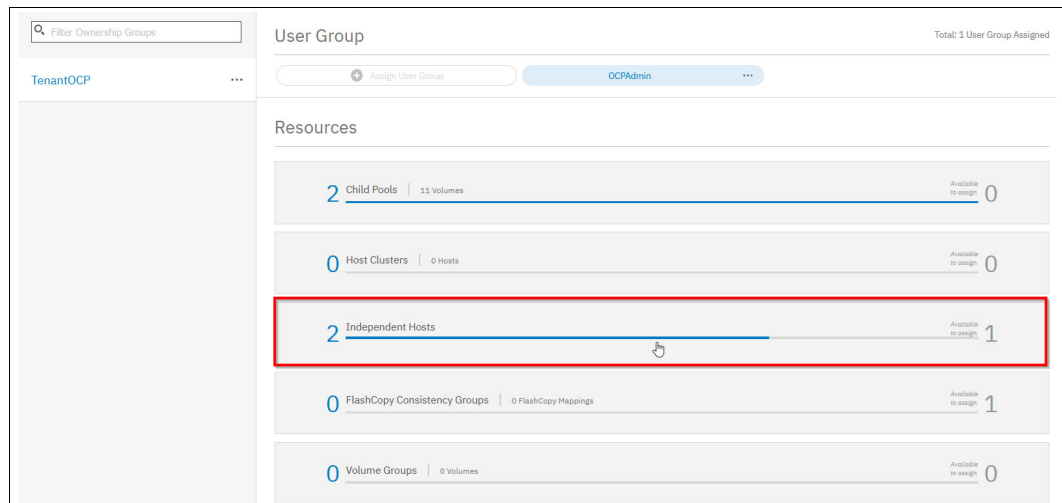 Filter Ownership Groups
TenantOCP
...
User Group
Total: 1 User Group Assigned
Assign User Group
OCPAdmin
...
Resources
2 Child Pools | 11 Volumes
Available to assign 0
0 Host Clusters | 0 Hosts
Available to assign 0
2 Independent Hosts
Available to assign 1
0 FlashCopy Consistency Groups | 0 FlashCopy Mappings
Available to assign 1
0 Volume Groups | 0 Volumes
Available to assign 0